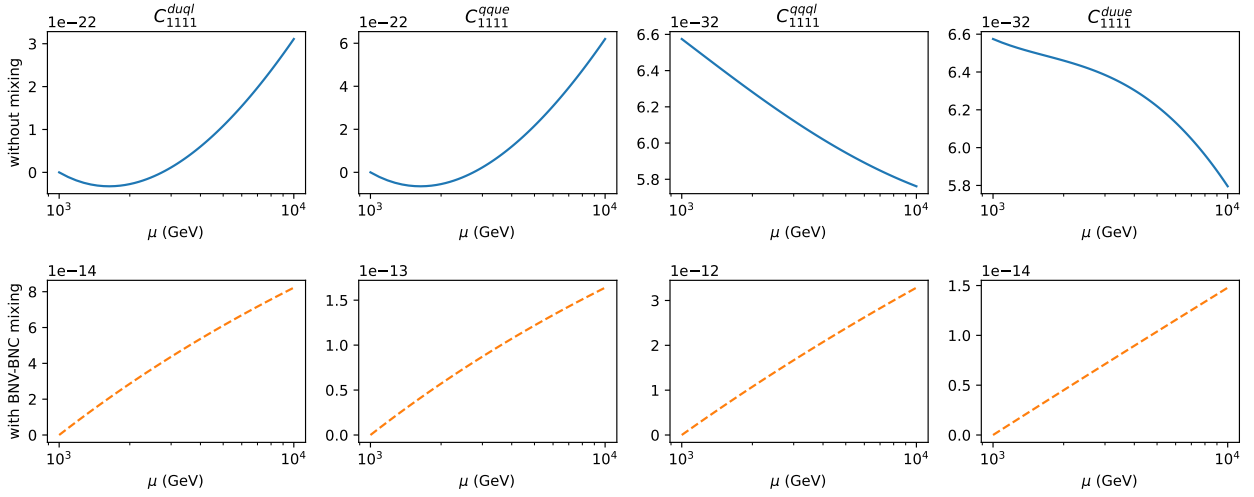 C_{1111}^{duql}
1e−22
3
2
1
0
without mixing
10^3
10^4
μ (GeV)
C_{1111}^{qque}
1e−22
6
4
2
0
10^3
10^4
μ (GeV)
C_{1111}^{qqql}
1e−32
6.6
6.4
6.2
6.0
5.8
10^3
10^4
μ (GeV)
C_{1111}^{duue}
1e−32
6.6
6.4
6.2
6.0
5.8
10^3
10^4
μ (GeV)
1e−14
8
6
4
2
0
with BNV-BNC mixing
10^3
10^4
μ (GeV)
1e−13
1.5
1.0
0.5
0.0
10^3
10^4
μ (GeV)
1e−12
3
2
1
0
10^3
10^4
μ (GeV)
1e−14
1.5
1.0
0.5
0.0
10^3
10^4
μ (GeV)